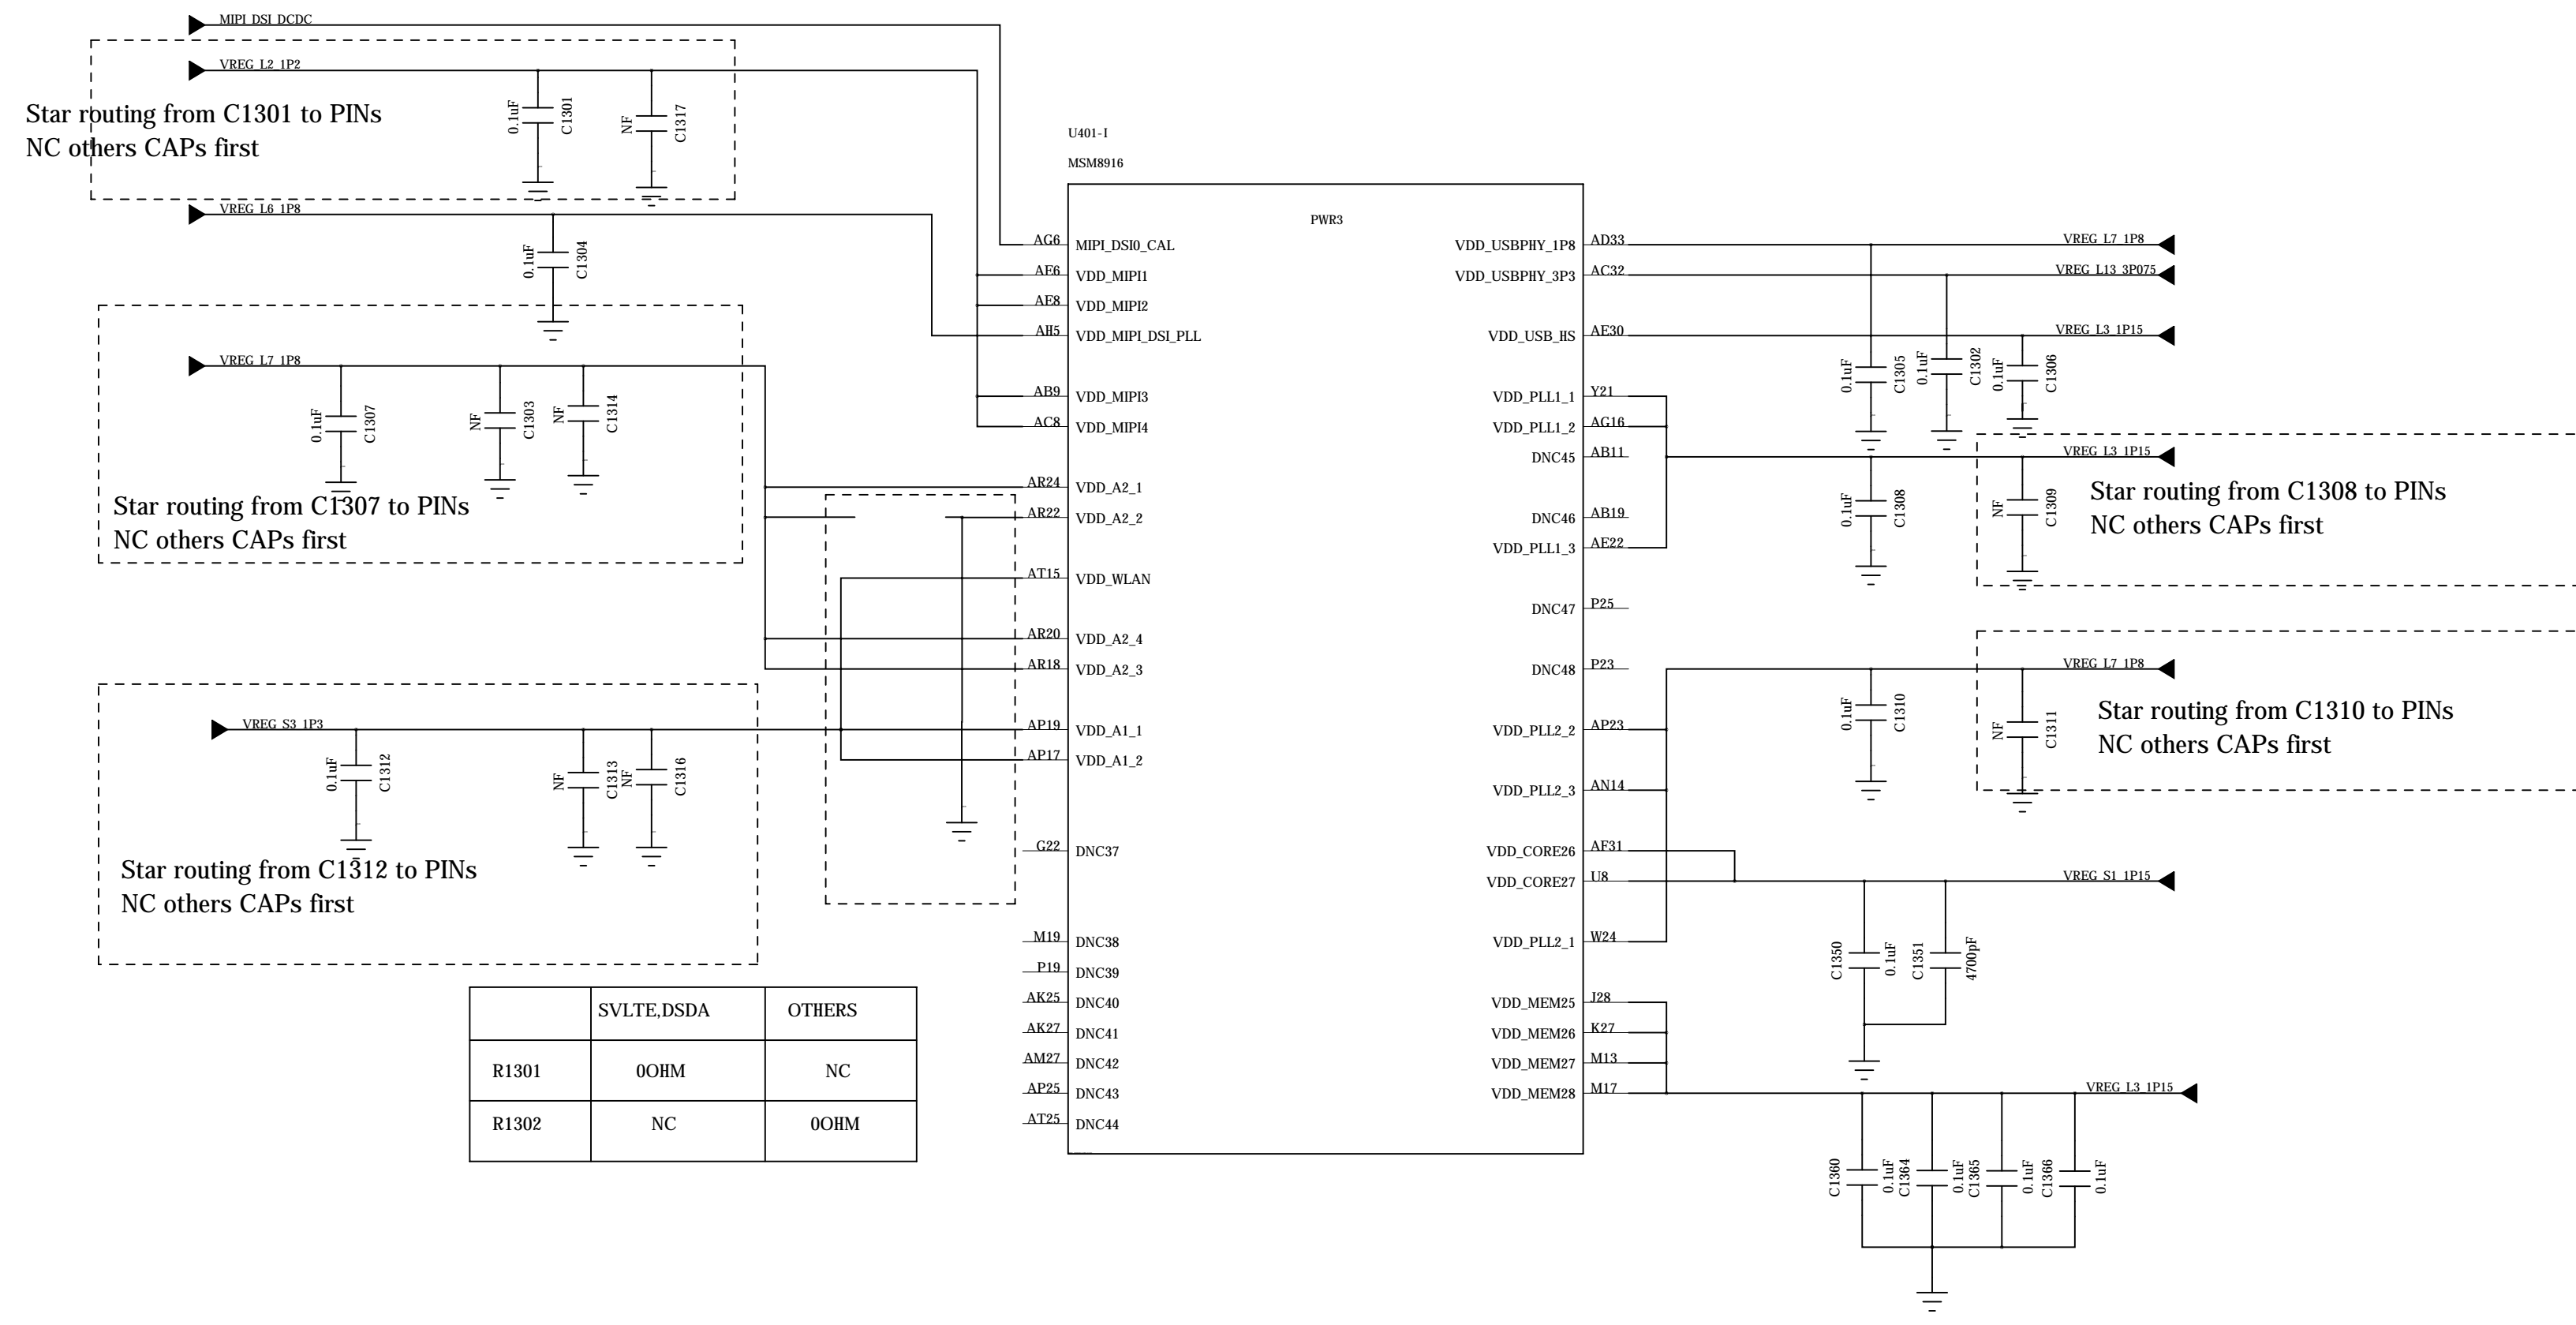 MIPI_DSI_DCDC
VREG_L2_1P2
Star routing from C1301 to PINs
NC others CAPs first
0.1uF
C1301
NF
C1317
VREG_L6_1P8
0.1uF
C1304
VREG_L7_1P8
0.1uF
C1307
NF
C1303
NF
C1314
Star routing from C1307 to PINs
NC others CAPs first
VREG_S3_1P3
0.1uF
C1312
NF
C1313
NF
C1316
Star routing from C1312 to PINs
NC others CAPs first
SVLTE,DSDA OTHERS
R1301 0OHM NC
R1302 NC 0OHM
U401-I
MSM8916
PWR3
AG6 MIPI_DSI0_CAL
AE6 VDD_MIPI1
AE8 VDD_MIPI2
AH5 VDD_MIPI_DSI_PLL
AB9 VDD_MIPI3
AC8 VDD_MIPI4
AR24 VDD_A2_1
AR22 VDD_A2_2
AT15 VDD_WLAN
AR20 VDD_A2_4
AR18 VDD_A2_3
AP19 VDD_A1_1
AP17 VDD_A1_2
G22 DNC37
M19 DNC38
P19 DNC39
AK25 DNC40
AK27 DNC41
AM27 DNC42
AP25 DNC43
AT25 DNC44
VDD_USBPHY_1P8 AD33
VDD_USBPHY_3P3 AC32
VDD_USB_HS AE30
VDD_PLL1_1 Y21
VDD_PLL1_2 AG16
DNC45 AB11
DNC46 AB19
VDD_PLL1_3 AE22
DNC47 P25
DNC48 P23
VDD_PLL2_2 AP23
VDD_PLL2_3 AN14
VDD_CORE26 AF31
VDD_CORE27 U8
VDD_PLL2_1 W24
VDD_MEM25 J28
VDD_MEM26 K27
VDD_MEM27 M13
VDD_MEM28 M17
VREG_L7_1P8
VREG_L13_3P075
VREG_L3_1P15
0.1uF
C1305
0.1uF
C1302
0.1uF
C1306
VREG_L3_1P15
0.1uF
C1308
NF
C1309
Star routing from C1308 to PINs
NC others CAPs first
VREG_L7_1P8
0.1uF
C1310
NF
C1311
Star routing from C1310 to PINs
NC others CAPs first
VREG_S1_1P15
C1350
0.1uF
C1351
4700pF
VREG_L3_1P15
C1360
0.1uF
C1364
0.1uF
C1365
0.1uF
C1366
0.1uF